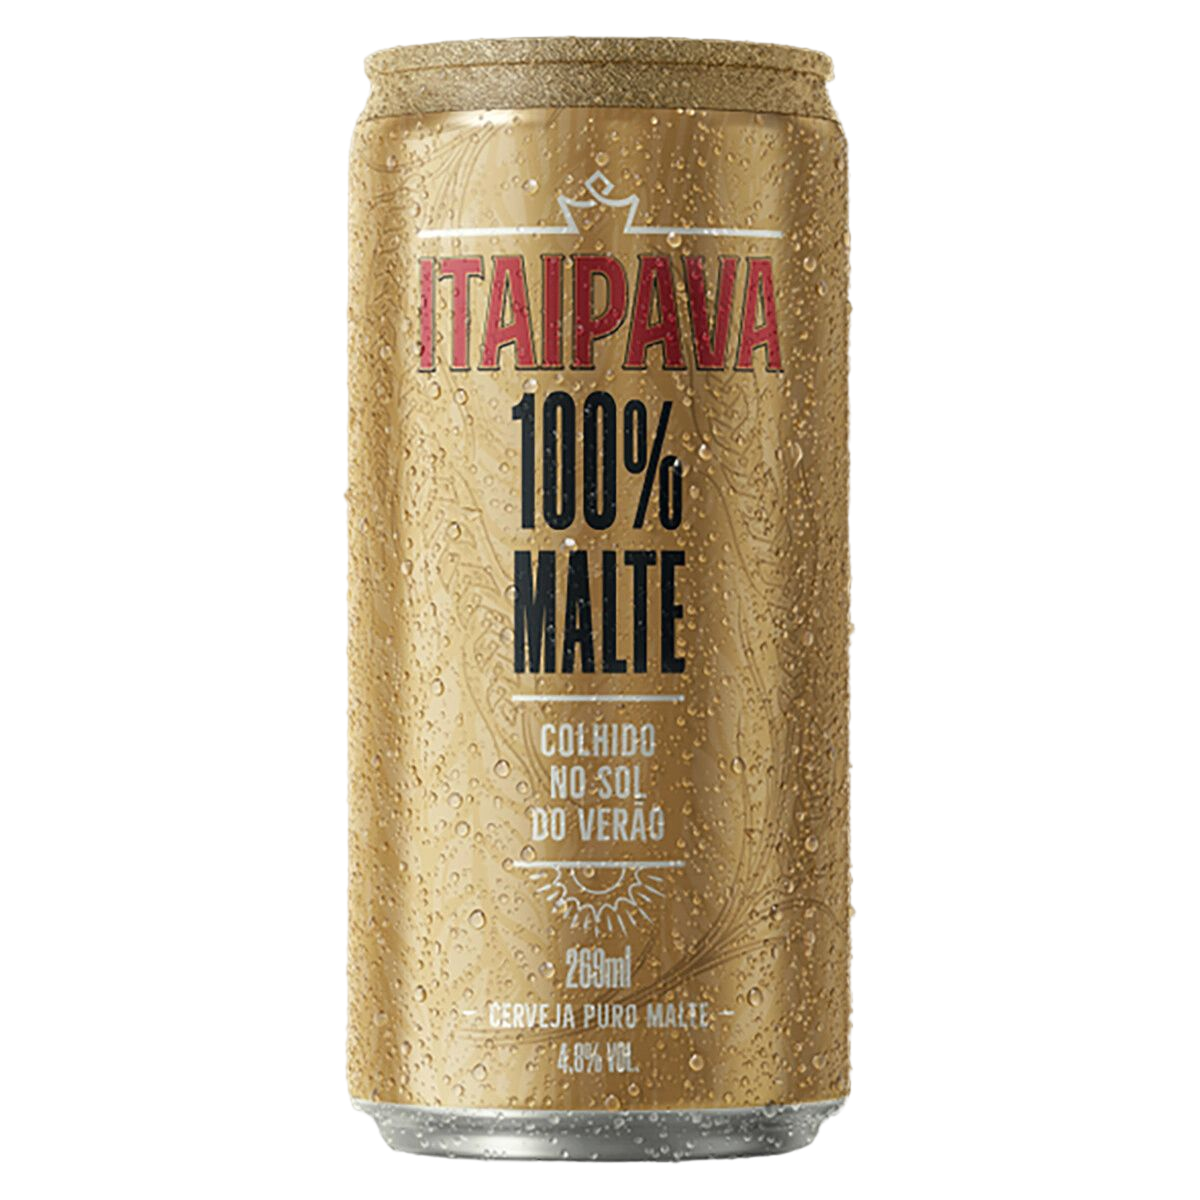 ITAIPAVA
100%
MALTE
COLHIDO
NO SOL
DO VERÃO
269ml
CERVEJA PURO MALTE
4,8% VOL.